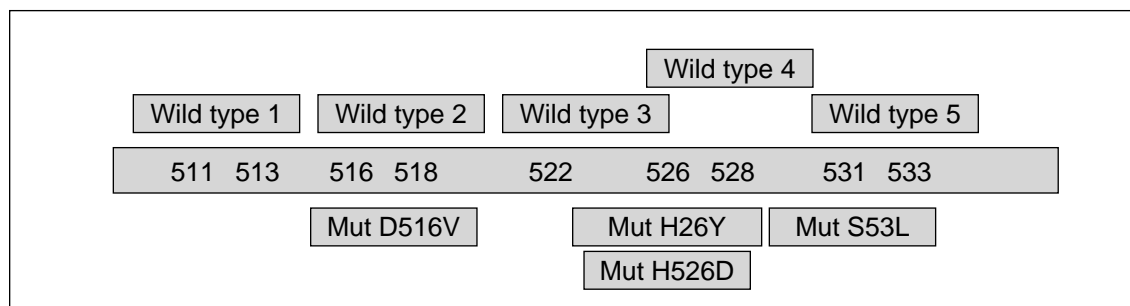 Wild type 4
Wild type 1 Wild type 2 Wild type 3 Wild type 5
511 513 516 518 522 526 528 531 533
Mut D516V Mut H26Y Mut S53L
Mut H526D